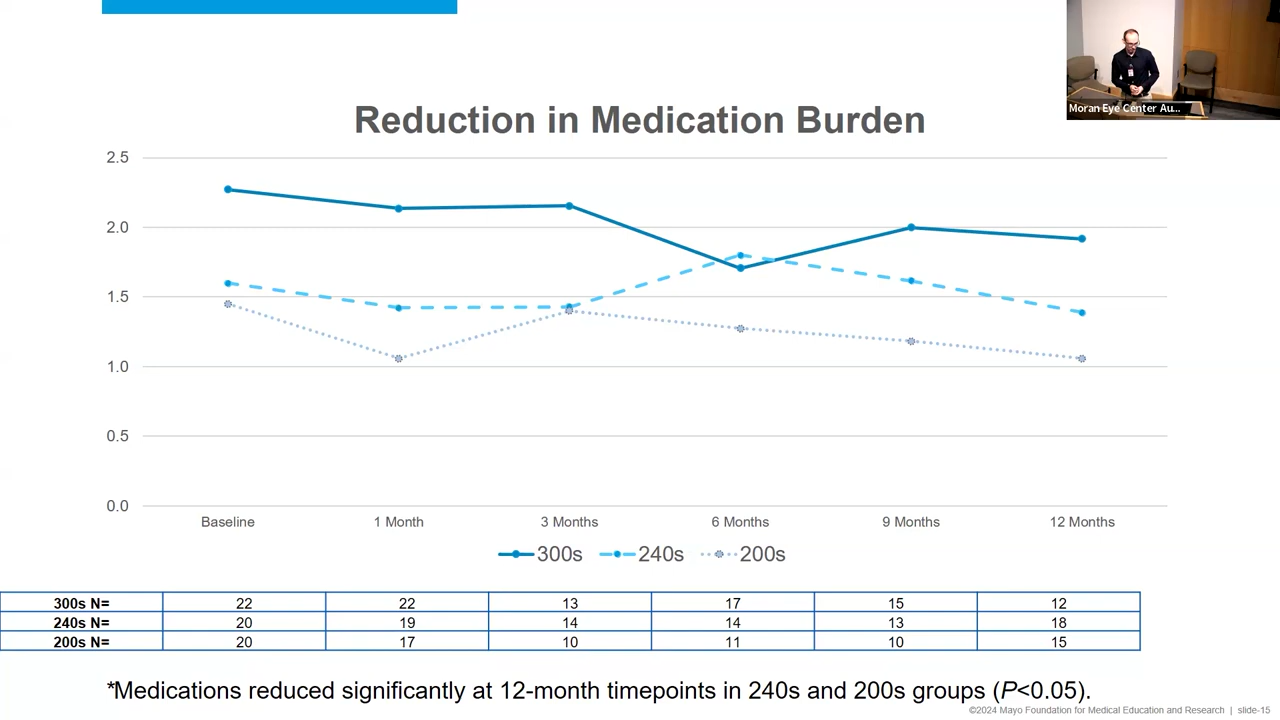 Moran Eye Center Au...
Reduction in Medication Burden
2.5
2.0
1.5
1.0
0.5
0.0
Baseline 1 Month 3 Months 6 Months 9 Months 12 Months
300s 240s 200s
300s N= 22 22 13 17 15 12
240s N= 20 19 14 14 13 18
200s N= 20 17 10 11 10 15
*Medications reduced significantly at 12-month timepoints in 240s and 200s groups (P<0.05).
©2024 Mayo Foundation for Medical Education and Research | slide-15